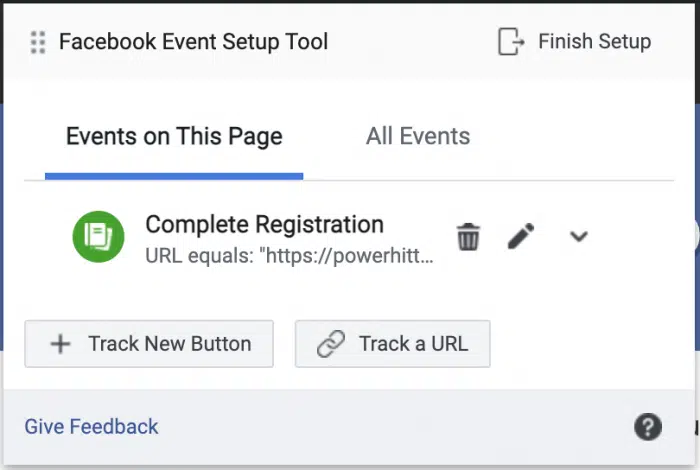 Facebook Event Setup Tool
Finish Setup
Events on This Page
All Events
Complete Registration
URL equals: "https://powerhitt...
Track New Button
Track a URL
Give Feedback